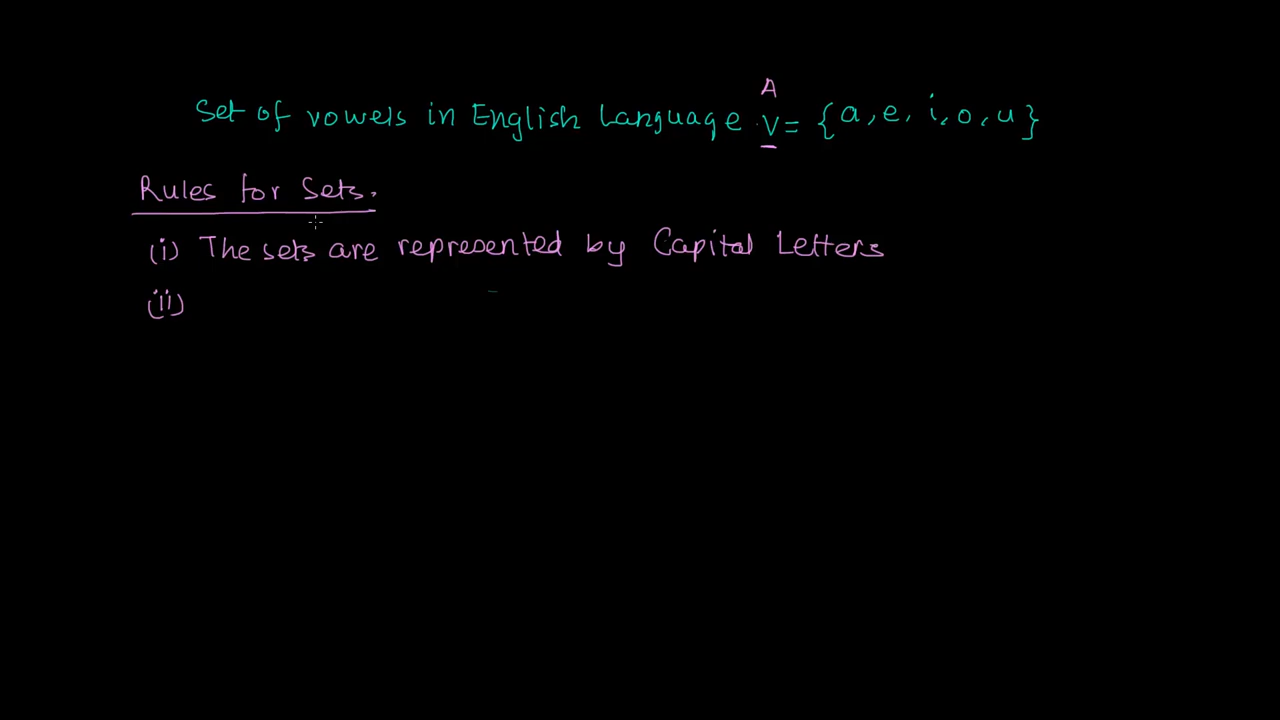 A
Set of vowels in English Language V = {a, e, i, o, u}
Rules for Sets.
(i) The sets are represented by Capital Letters
(ii)